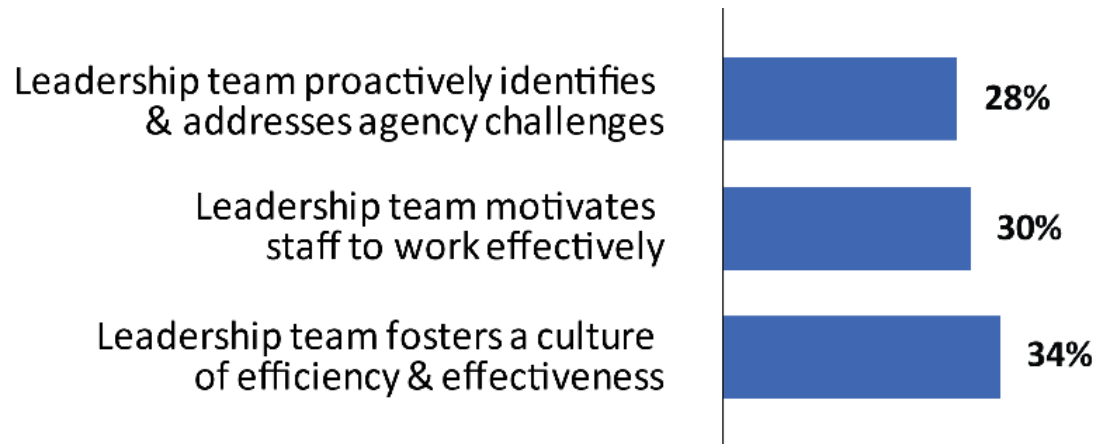 Leadership team proactively identifies
& addresses agency challenges
28%
Leadership team motivates
staff to work effectively
30%
Leadership team fosters a culture
of efficiency & effectiveness
34%